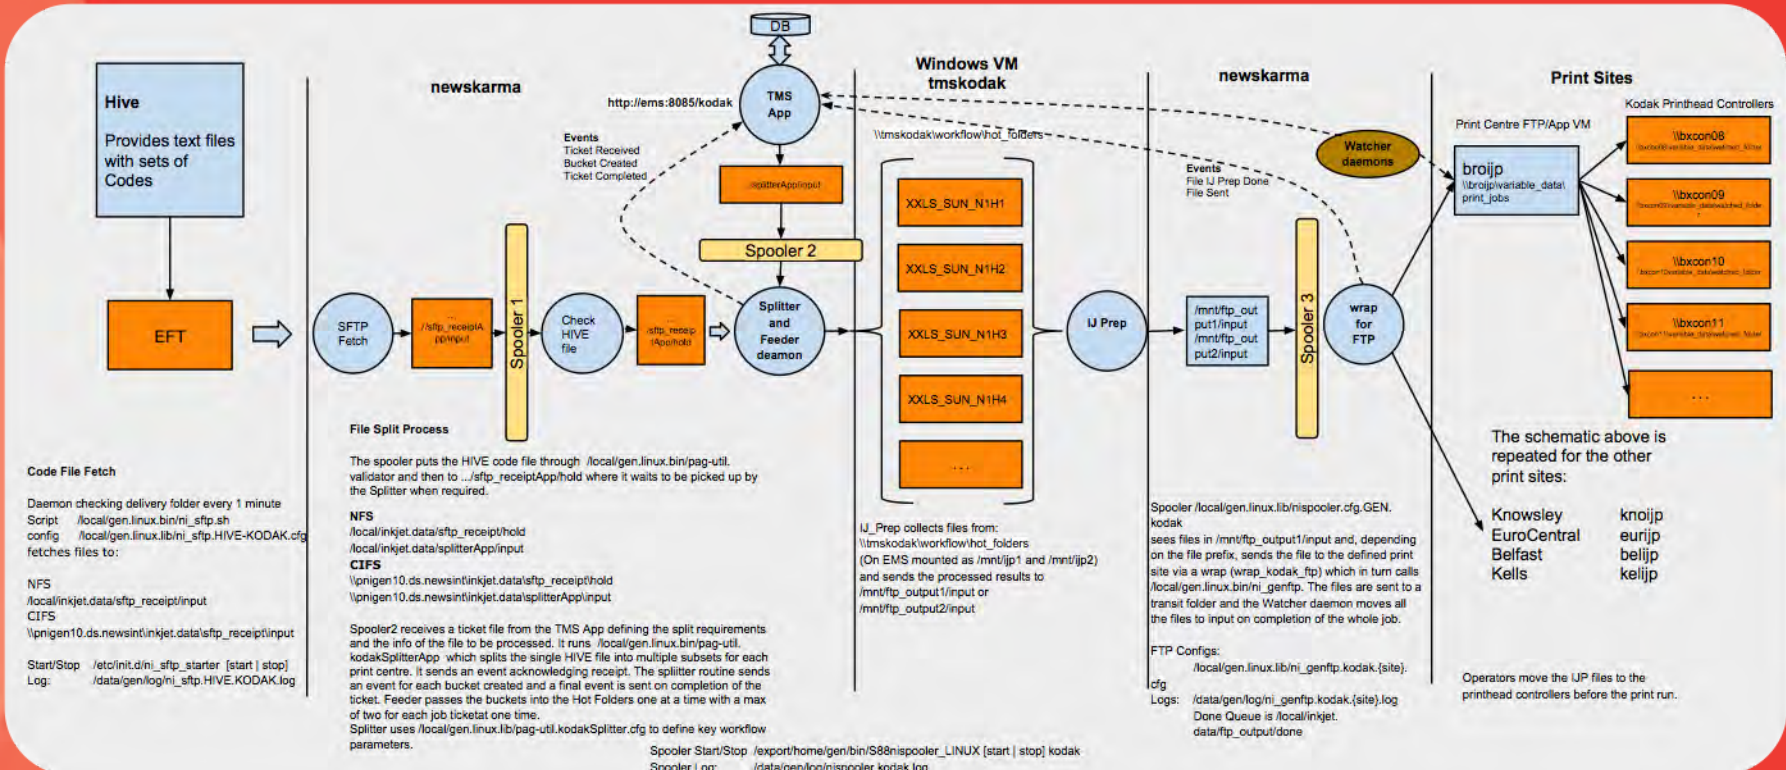 DB
Hive
Provides text files
with sets of
Codes
EFT
newskarma
http://ems:8085/kodak
TMS
App
Events
Ticket Received
Bucket Created
Ticket Completed
Spooler 2
SFTP
Fetch
Spooler 1
Check
HIVE
file
Splitter
and
Feeder
deamon
Windows VM
tmskodak
\\tmskodak\workflow\hot_folders
XXLS_SUN_N1H1
XXLS_SUN_N1H2
XXLS_SUN_N1H3
XXLS_SUN_N1H4
...
IJ Prep
newskarma
Watcher
daemons
Events
File IJ Prep Done
File Sent
/mnt/ftp_out
put1/input
/mnt/ftp_out
put2/input
Spooler 3
wrap
for
FTP
Print Sites
Kodak Printhead Controllers
Print Centre FTP/App VM
broijp
\\broijp\variable_data\
print_jobs
\\bxcon08
\\bxcon09
\\bxcon10
\\bxcon11
...
The schematic above is
repeated for the other
print sites:
Knowsley knoijp
EuroCentral eurijp
Belfast belijp
Kells kelijp
Operators move the IJP files to the
printhead controllers before the print run.
Code File Fetch
Daemon checking delivery folder every 1 minute
Script /local/gen.linux.bin/ni_sftp.sh
config /local/gen.linux.lib/ni_sftp.HIVE-KODAK.cfg
fetches files to:
NFS
/local/inkjet.data/sftp_receipt/input
CIFS
\\pnigen10.ds.newsint\inkjet.data\sftp_receipt\input
Start/Stop /etc/init.d/ni_sftp_starter [start | stop]
Log: /data/gen/log/ni_sftp.HIVE.KODAK.log
File Split Process
The spooler puts the HIVE code file through /local/gen.linux.bin/pag-util.
validator and then to .../sftp_receiptApp/hold where it waits to be picked up by
the Splitter when required.
NFS
/local/inkjet.data/sftp_receipt/hold
/local/inkjet.data/splitterApp/input
CIFS
\\pnigen10.ds.newsint\inkjet.data\sftp_receipt\hold
\\pnigen10.ds.newsint\inkjet.data\splitterApp\input
Spooler2 receives a ticket file from the TMS App defining the split requirements
and the info of the file to be processed. It runs /local/gen.linux.bin/pag-util.
kodakSplitterApp which splits the single HIVE file into multiple subsets for each
print centre. It sends an event acknowledging receipt. The spliitter routine sends
an event for each bucket created and a final event is sent on completion of the
ticket. Feeder passes the buckets into the Hot Folders one at a time with a max
of two for each job ticketat one time.
Splitter uses /local/gen.linux.lib/pag-util.kodakSplitter.cfg to define key workflow
parameters.
IJ_Prep collects files from:
\\tmskodak\workflow\hot_folders
(On EMS mounted as /mnt/ijp1 and /mnt/ijp2)
and sends the processed results to
/mnt/ftp_output1/input or
/mnt/ftp_output2/input
Spooler /local/gen.linux.lib/nispooler.cfg.GEN.
kodak
sees files in /mnt/ftp_output1/input and, depending
on the file prefix, sends the file to the defined print
site via a wrap (wrap_kodak_ftp) which in turn calls
/local/gen.linux.bin/ni_genftp. The files are sent to a
transit folder and the Watcher daemon moves all
the files to input on completion of the whole job.
FTP Configs:
/local/gen.linux.lib/ni_genftp.kodak.{site}.
cfg
Logs: /data/gen/log/ni_genftp.kodak.{site}.log
Done Queue is /local/inkjet.
data/ftp_output/done
Spooler Start/Stop /export/home/gen/bin/S88nispooler_LINUX [start | stop] kodak
Spooler Log: /data/gen/log/nispooler.kodak.log